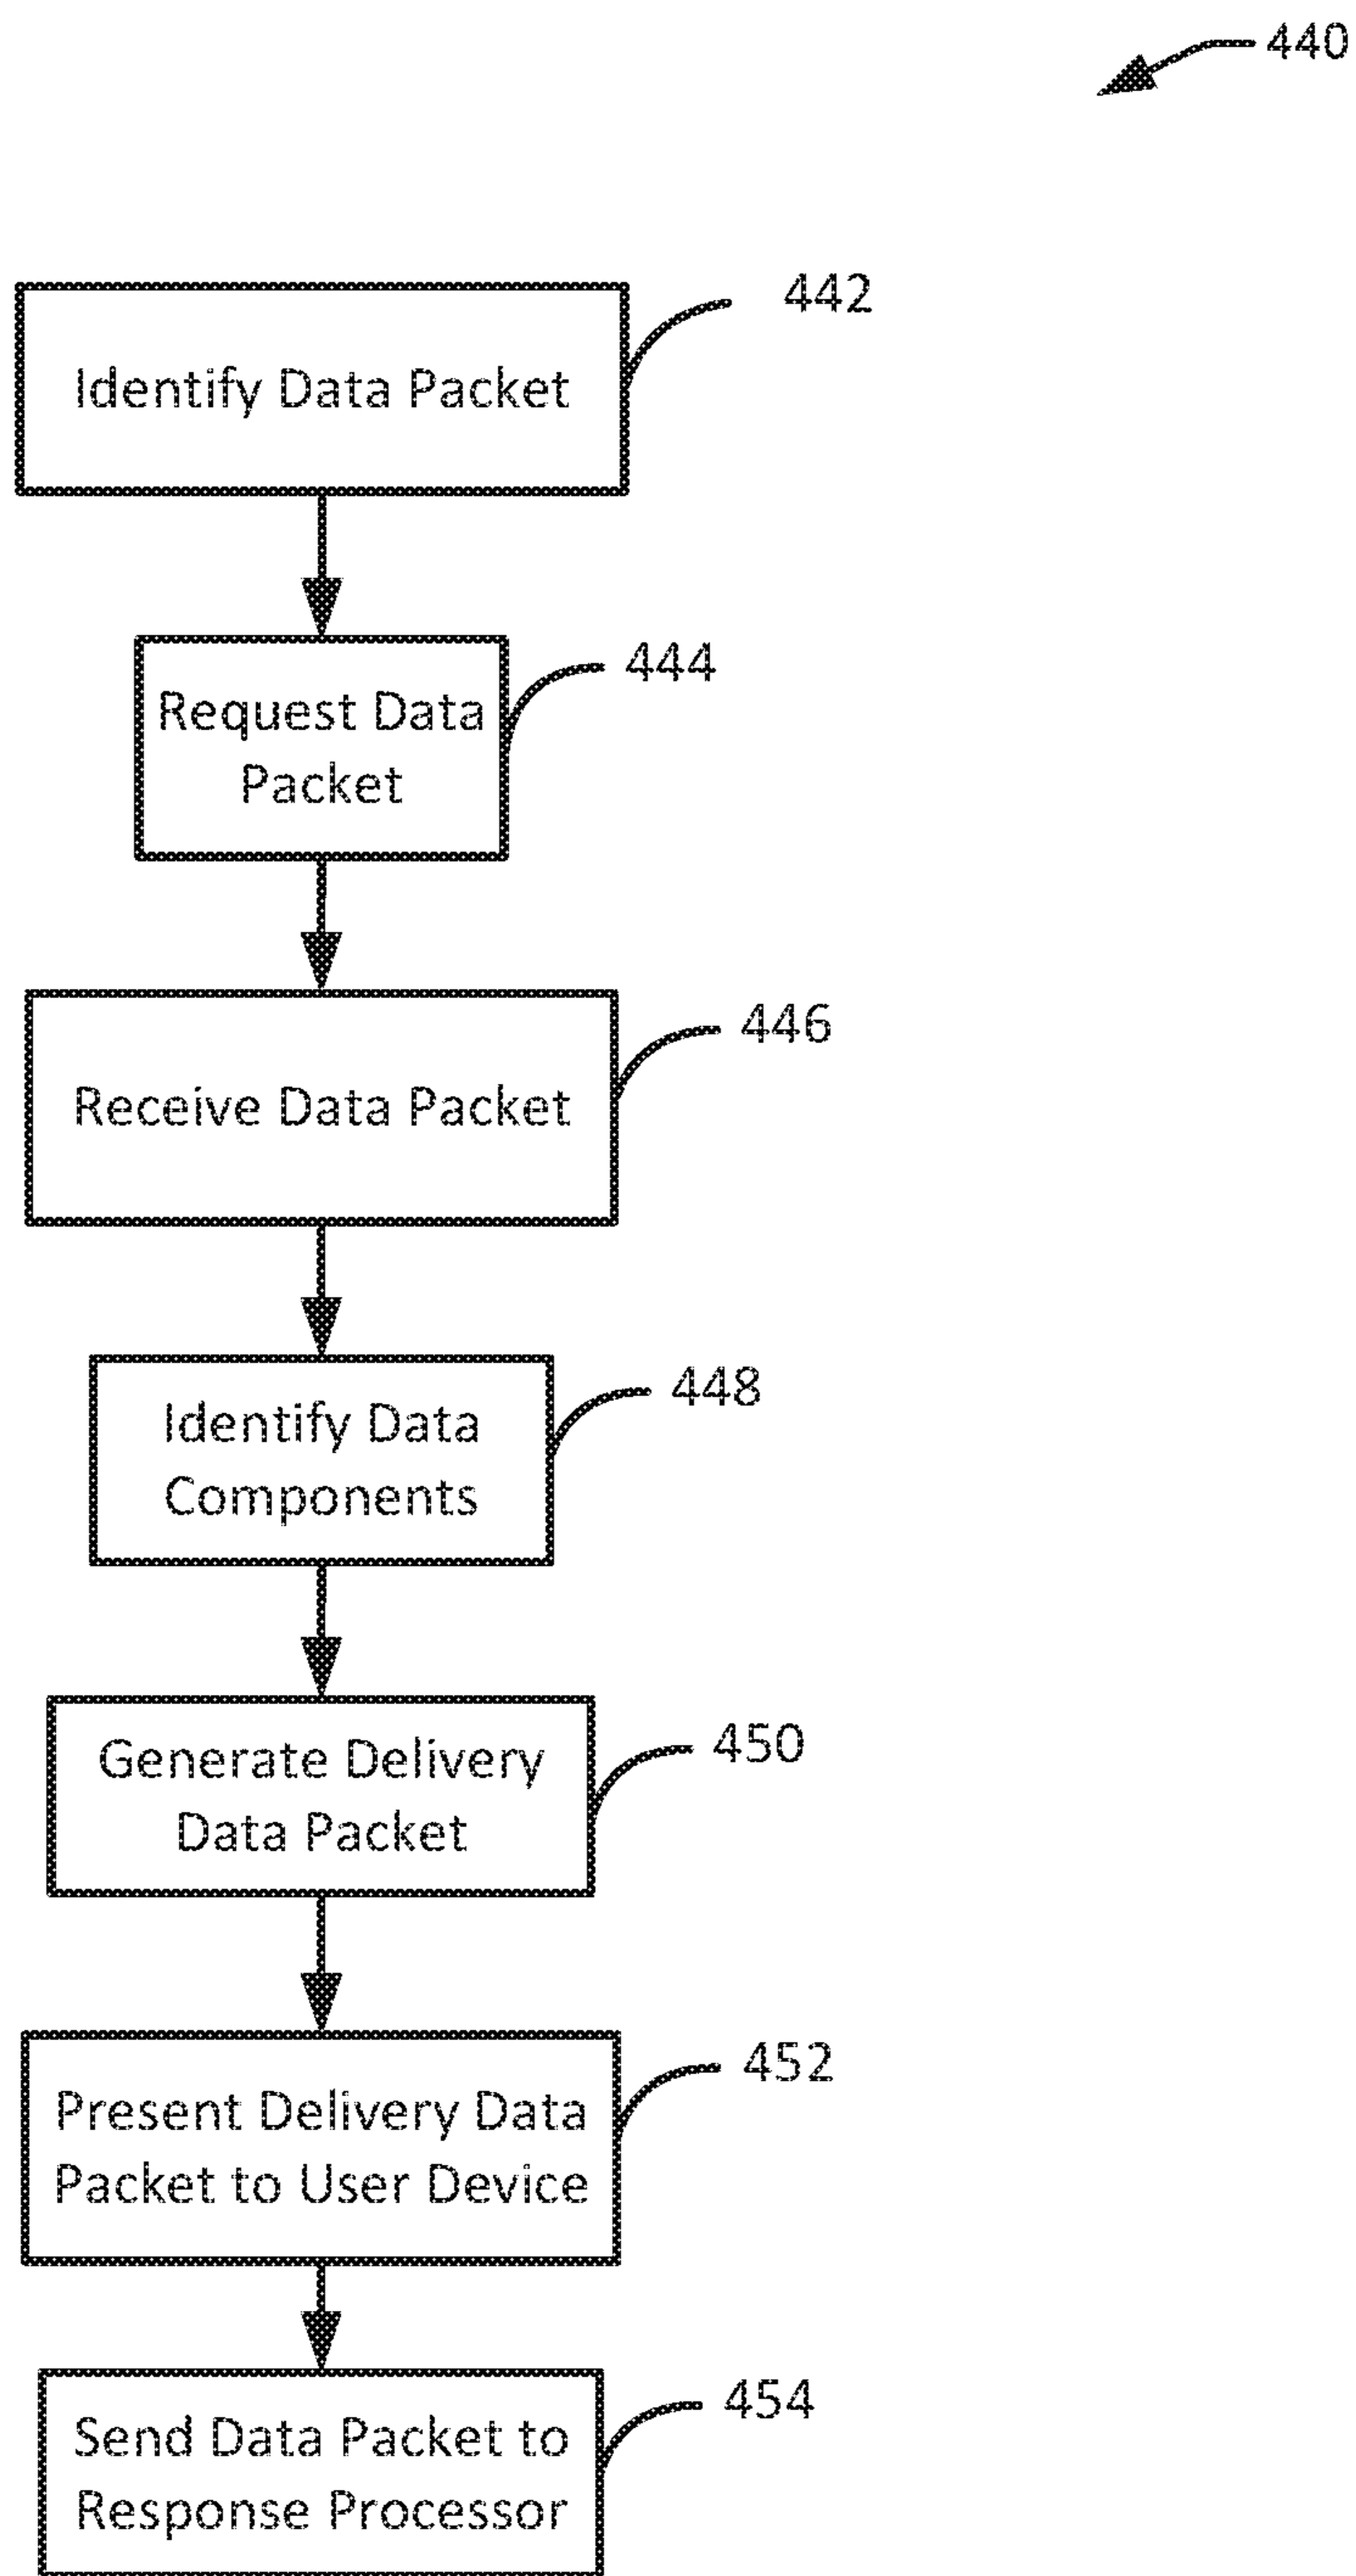 440
442
Identify Data Packet
444
Request Data
Packet
446
Receive Data Packet
448
Identify Data
Components
450
Generate Delivery
Data Packet
452
Present Delivery Data
Packet to User Device
454
Send Data Packet to
Response Processor